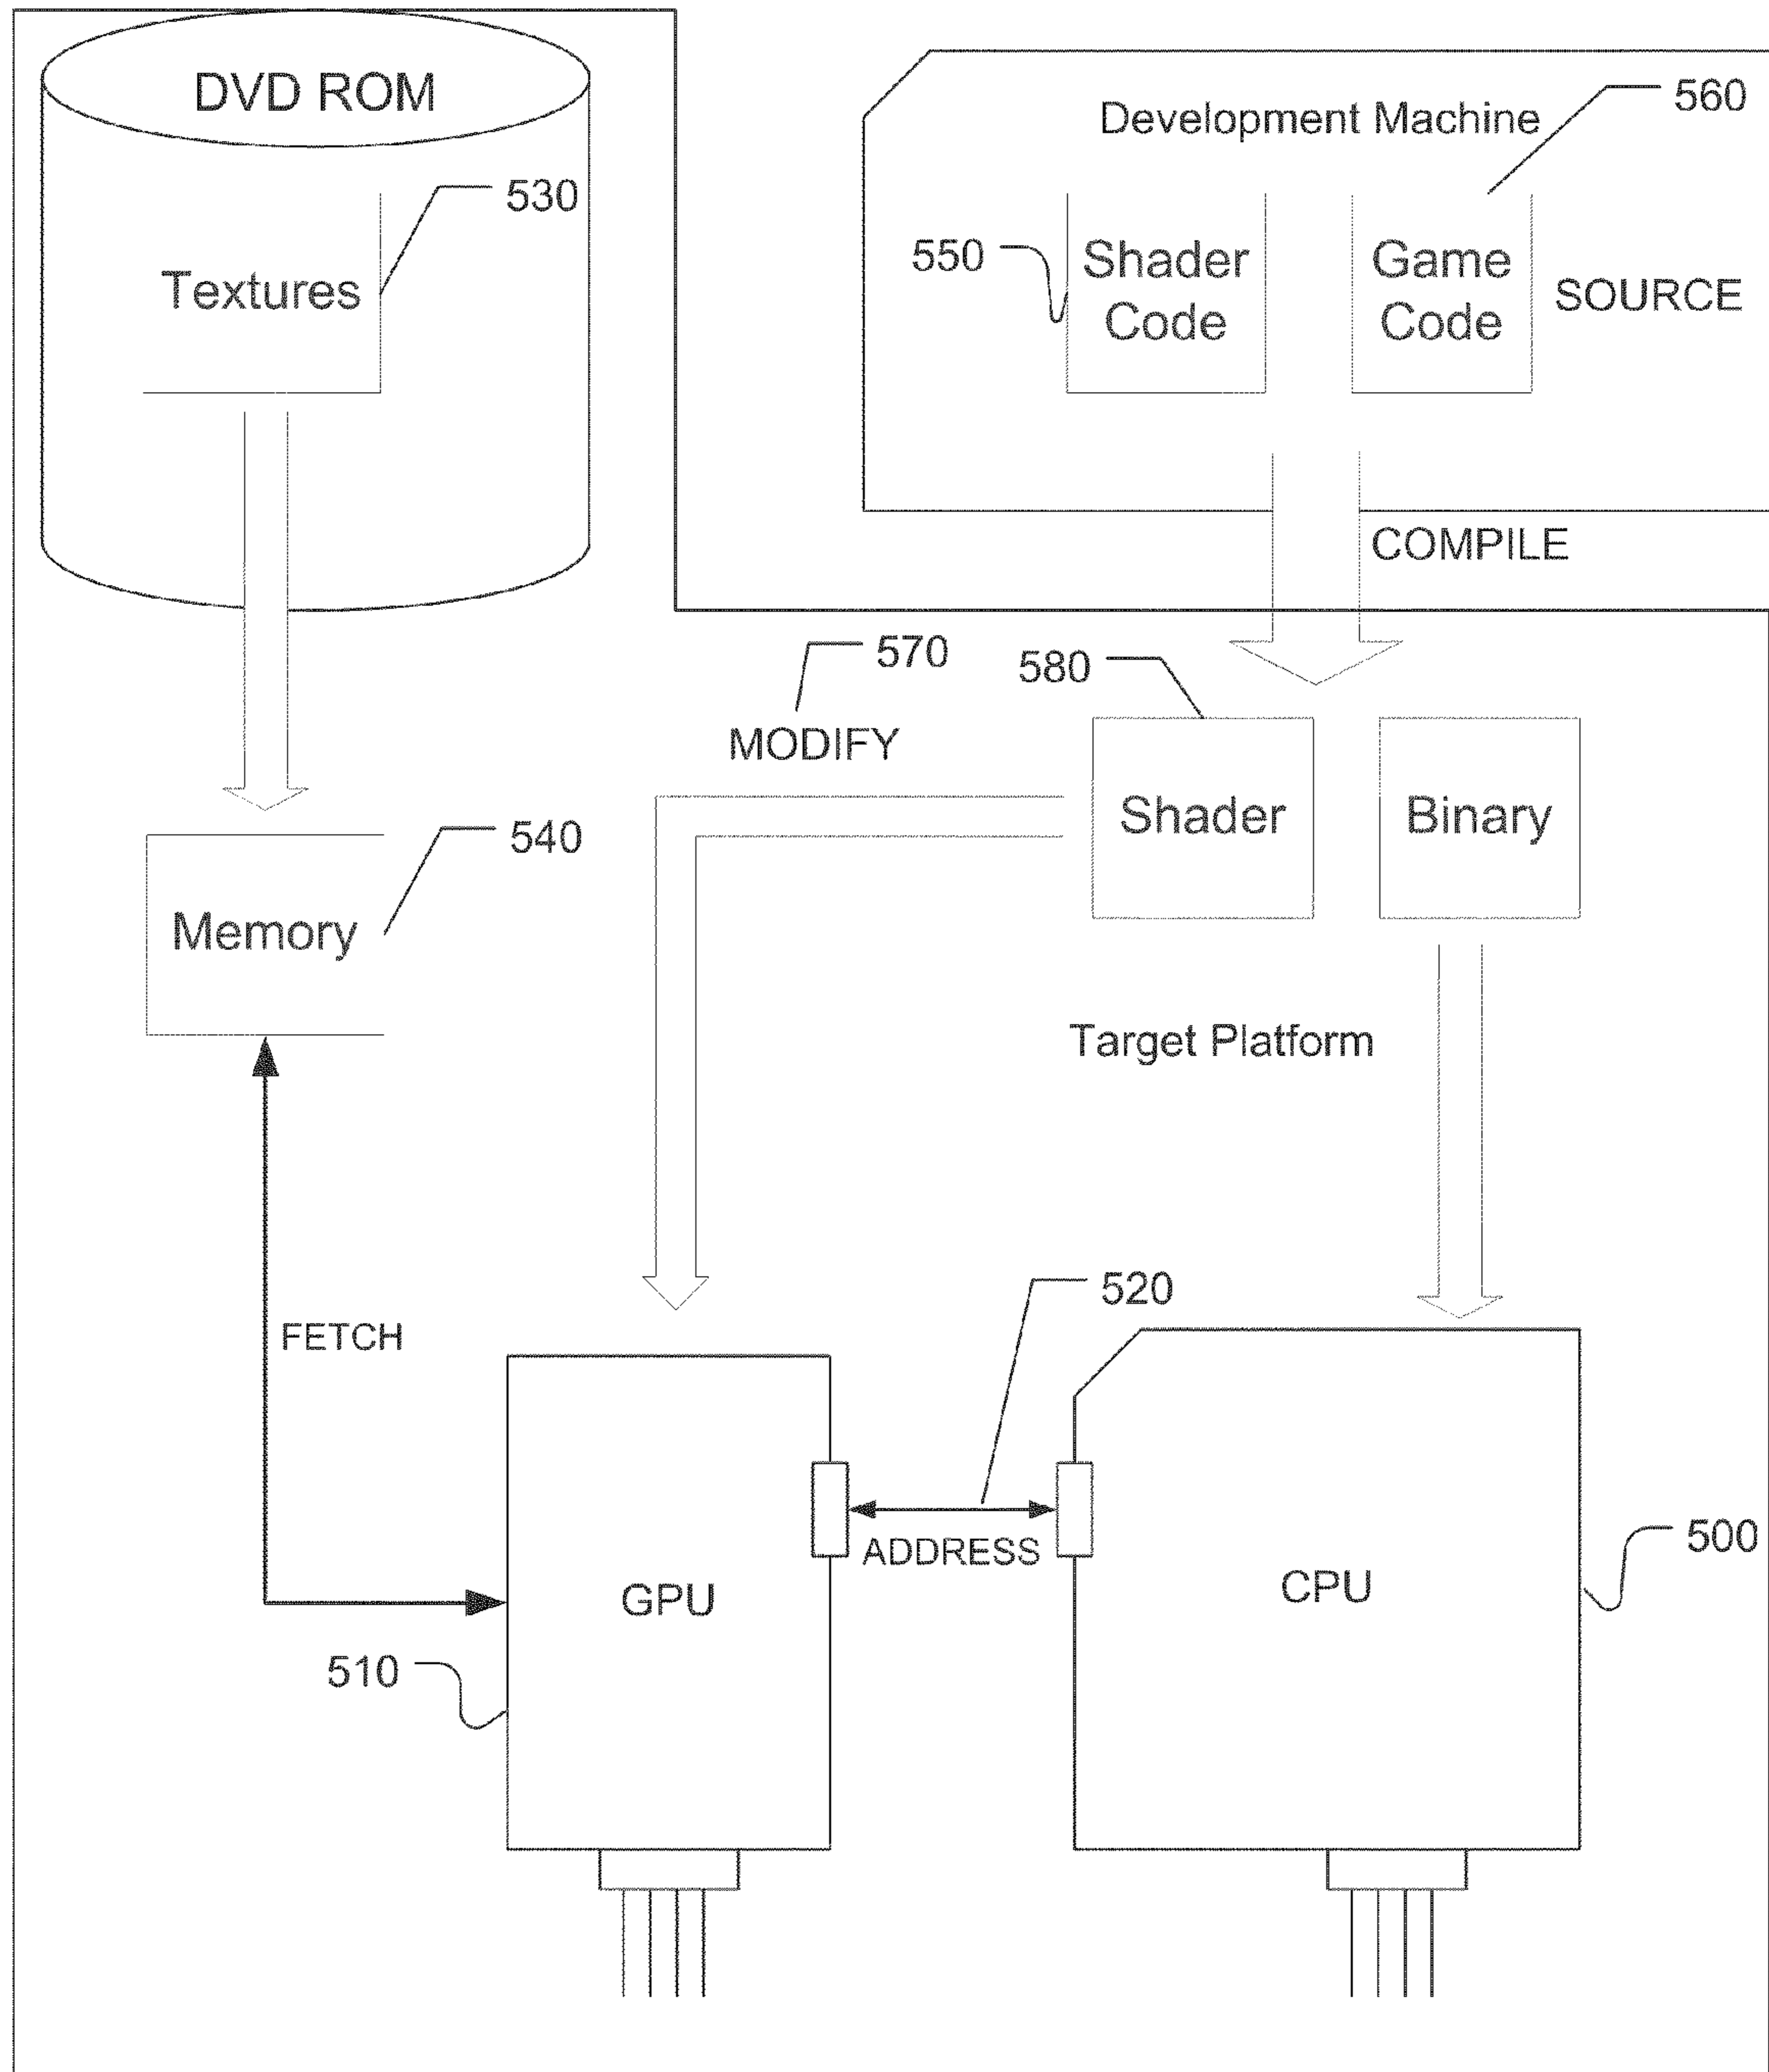 DVD ROM
530
Textures
Development Machine
560
550
Shader
Code
Game
Code
SOURCE
COMPILE
570
MODIFY
580
Shader
Binary
540
Memory
Target Platform
FETCH
520
ADDRESS
GPU
CPU
500
510